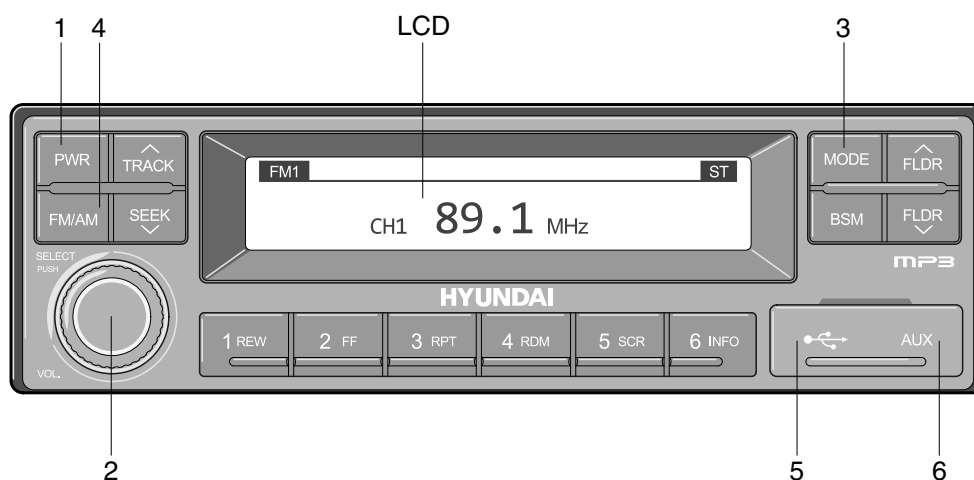 1 4 LCD 3
PWR TRACK
FM/AM SEEK
SELECT
PUSH
VOL.
FM1 ST
CH1 89.1 MHz
HYUNDAI
MODE FLDR
BSM FLDR
MP3
1 REW 2 FF 3 RPT 4 RDM 5 SCR 6 INFO
AUX
2 5 6